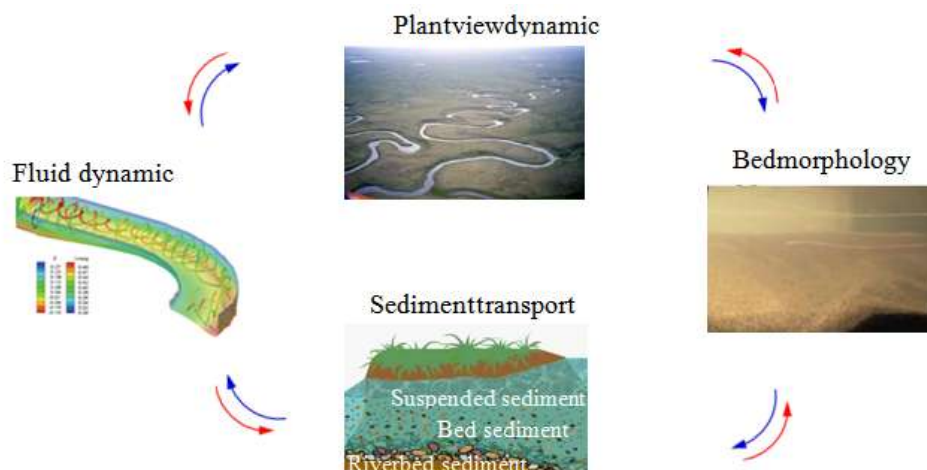 Plantviewdynamic
Fluid dynamic
Bedmorphology
Sedimenttransport
Suspended sediment
Bed sediment
Riverbed sediment